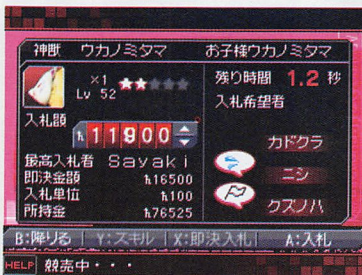 神獣 ウカノミタマ お子様ウカノミタマ
×1
Lv 52
残り時間 1.2 秒
入札希望者
入札額
11900
カドクラ
最高入札者 Sayaki
即決金額 16500
ニシ
入札単位 100
所持金 76525
クズノハ
B:降りる Y:スキル X:即決入札 A:入札
HELP 競売中・・・